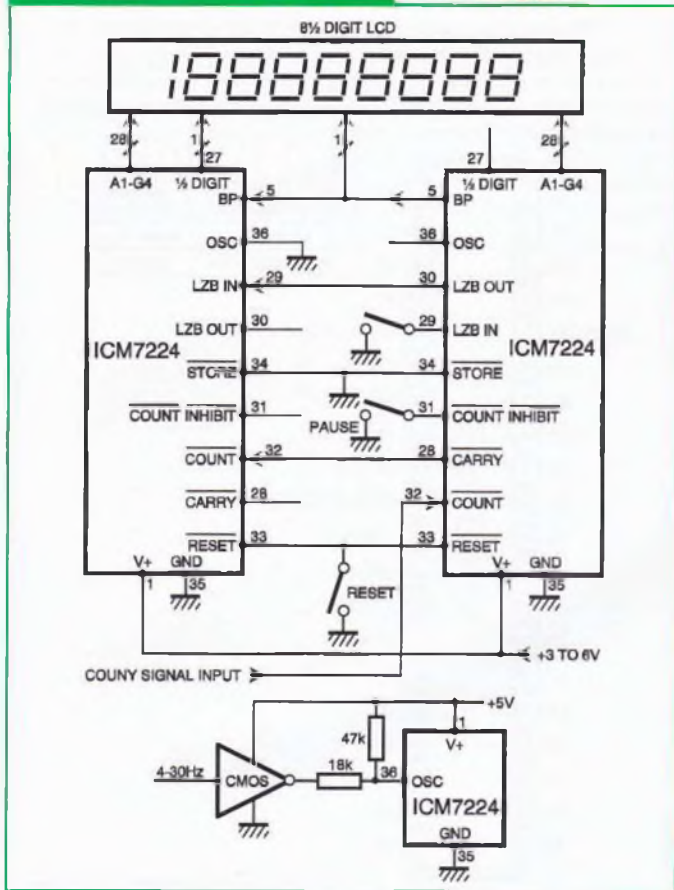 8½ DIGIT LCD
28
1
27
1
27
28
A1-G4
½ DIGIT
½ DIGIT
A1-G4
BP
5
5
BP
OSC
36
36
OSC
LZB IN
29
30
LZB OUT
LZB OUT
30
29
LZB IN
ICM7224
ICM7224
STORE
34
34
STORE
COUNT INHIBIT
31
PAUSE
31
COUNT INHIBIT
COUNT
32
28
CARRY
CARRY
28
32
COUNT
RESET
33
33
RESET
V+
GND
V+
GND
1
35
RESET
1
35
+3 TO 6V
COUNY SIGNAL INPUT
+5V
47k
1
V+
4-30Hz
CMOS
18k
36
OSC
ICM7224
GND
35